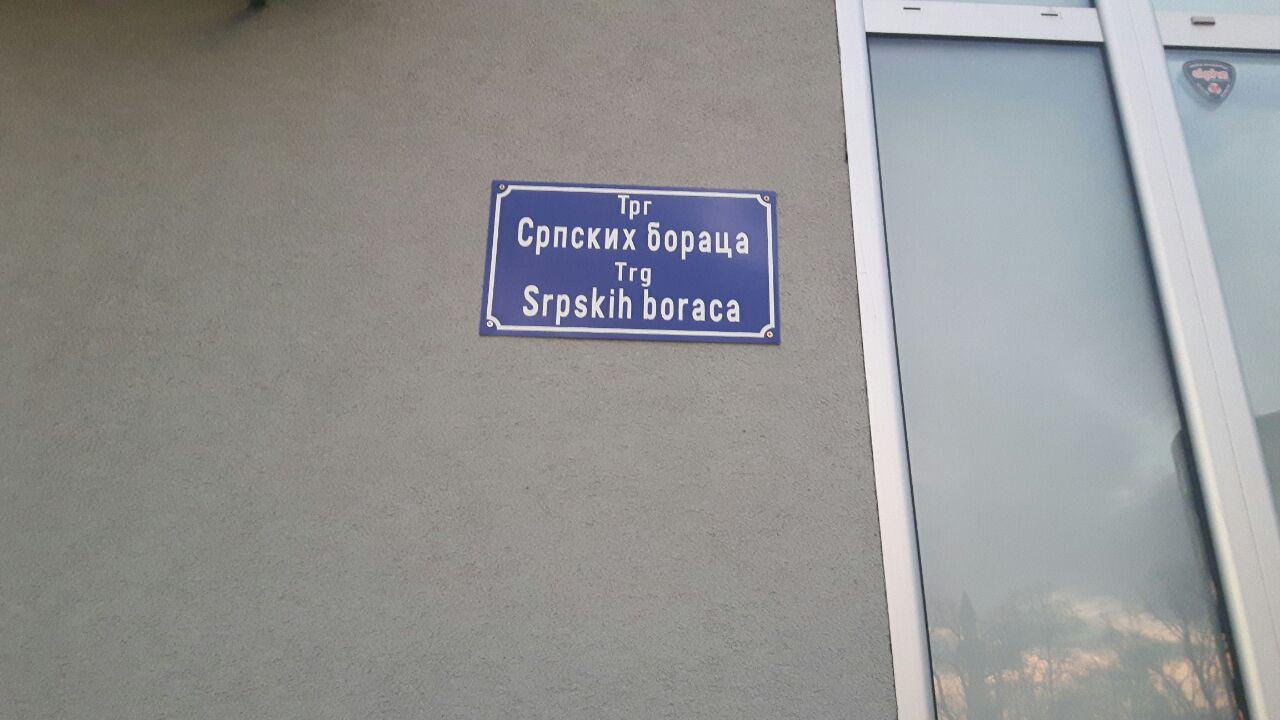 Трг
Српских бораца
Trg
Srpskih boraca